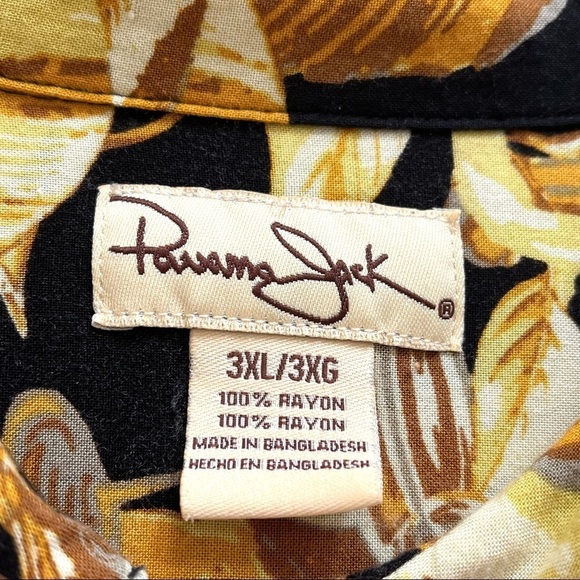 Panama Jack®
3XL/3XG
100% RAYON
100% RAYON
MADE IN BANGLADESH
HECHO EN BANGLADESH